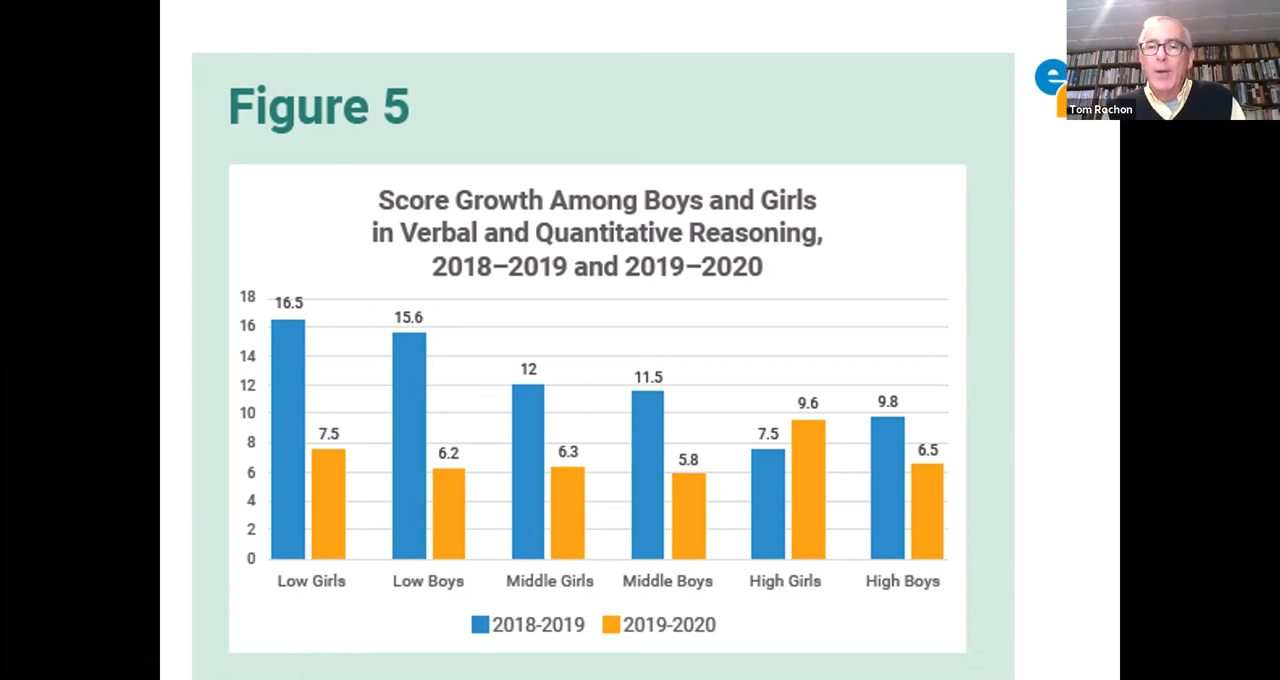 Figure 5
e
Tom Rochon
Score Growth Among Boys and Girls
in Verbal and Quantitative Reasoning,
2018–2019 and 2019–2020
18
16
14
12
10
8
6
4
2
0
16.5
7.5
15.6
6.2
12
6.3
11.5
5.8
7.5
9.6
9.8
6.5
Low Girls
Low Boys
Middle Girls
Middle Boys
High Girls
High Boys
2018-2019
2019-2020